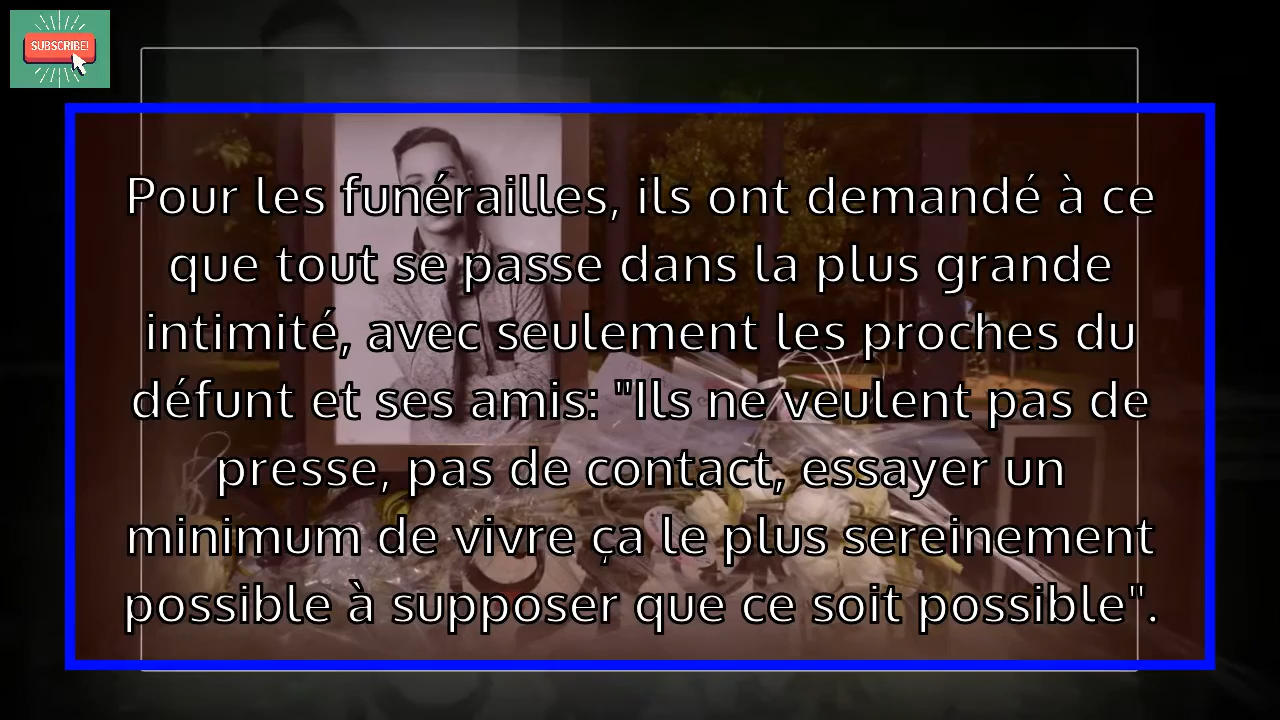 SUBSCRIBE!
Pour les funérailles, ils ont demandé à ce
que tout se passe dans la plus grande
intimité, avec seulement les proches du
défunt et ses amis: "Ils ne veulent pas de
presse, pas de contact, essayer un
minimum de vivre ça le plus sereinement
possible à supposer que ce soit possible".